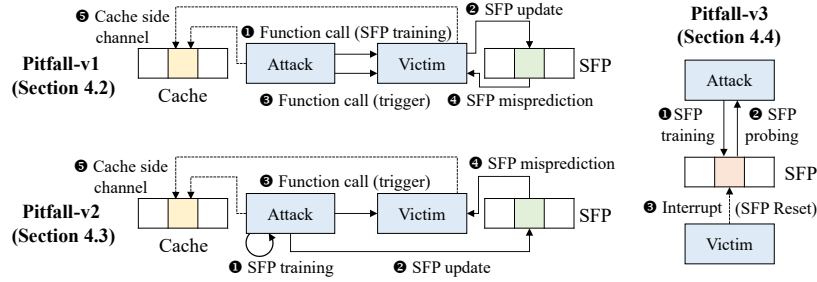 Pitfall-v1
(Section 4.2)
❺ Cache side
channel
Cache
❶ Function call (SFP training)
Attack
Victim
❸ Function call (trigger)
❷ SFP update
SFP
❹ SFP misprediction
Pitfall-v2
(Section 4.3)
❺ Cache side
channel
Cache
❸ Function call (trigger)
Attack
Victim
❹ SFP misprediction
SFP
❶ SFP training
❷ SFP update
Pitfall-v3
(Section 4.4)
Attack
❶SFP
training
❷ SFP
probing
SFP
❸ Interrupt
(SFP Reset)
Victim